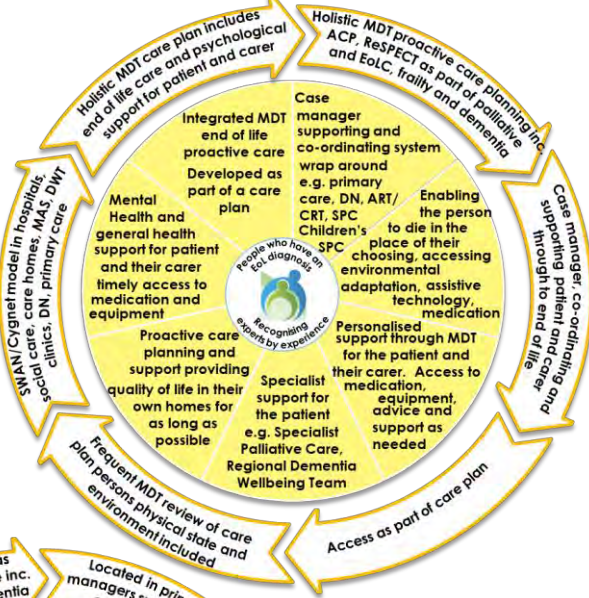 Holistic MDT care plan includes
end of life care and psychological
support for patient and carer
Holistic MDT proactive care planning inc.
ACP, ReSPECT as part of palliative
and EoLC, frailty and dementia
Case manager, co-ordinating and
supporting patient and carer
through to end of life
Access as part of care plan
Frequent MDT review of care
plan persons physical state and
environment included
SWAN/Cygnet model in hospitals,
social care, care homes, MAS, DWT
clinics, DN, primary care
Integrated MDT
end of life
proactive care
Developed as
part of a care
plan
Case
manager
supporting and
co-ordinating system
wrap around
e.g. primary
care, DN, ART/
CRT, SPC
Children's
SPC
Enabling
the person
to die in the
place of their
choosing, accessing
environmental
adaptation, assistive
technology,
medication
Personalised
support through MDT
for the patient and
their carer. Access to
medication,
equipment,
advice and
support as
needed
Specialist
support for
the patient
e.g. Specialist
Palliative Care,
Regional Dementia
Wellbeing Team
Proactive care
planning and
support providing
quality of life in their
own homes for
as long as
possible
Mental
Health and
general health
support for patient
and their carer
timely access to
medication and
equipment
People who have an
EoL diagnosis
Recognising
experts by experience
as
inc.
Located in
managers